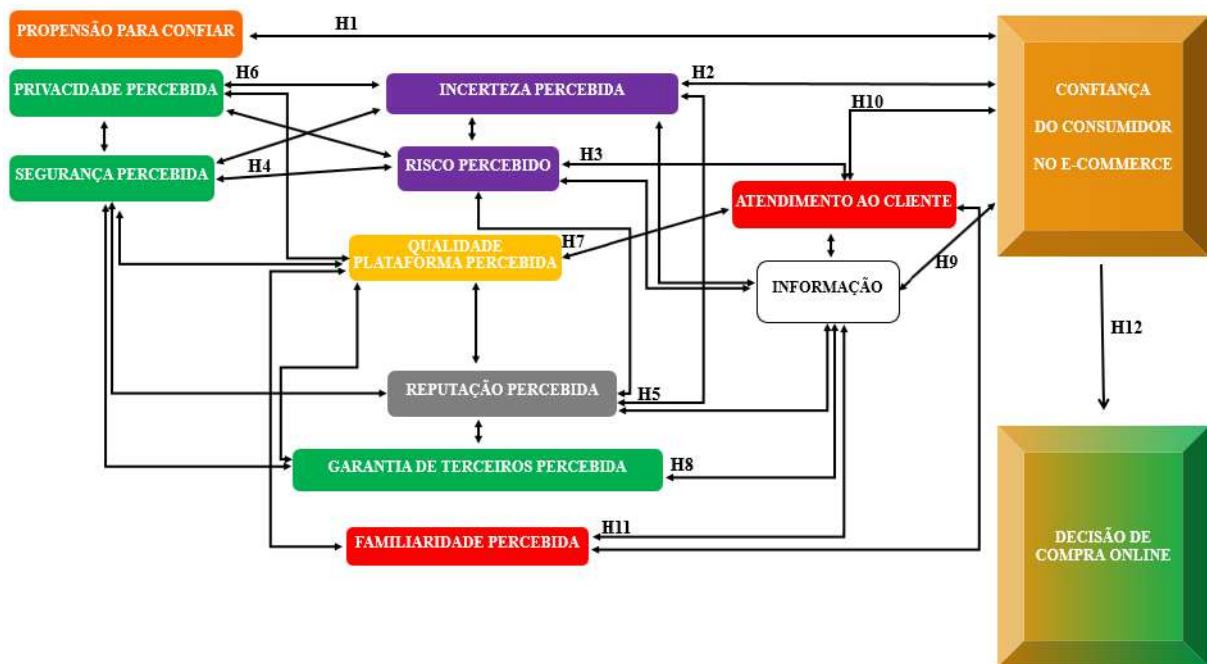 PROPENSÃO PARA CONFIAR
H1
PRIVACIDADE PERCEBIDA
H6
INCERTEZA PERCEBIDA
H2
CONFIANÇA
DO CONSUMIDOR
NO E-COMMERCE
H10
SEGURANÇA PERCEBIDA
H4
RISCO PERCEBIDO
H3
ATENDIMENTO AO CLIENTE
QUALIDADE
PLATAFORMA PERCEBIDA
H7
INFORMAÇÃO
H9
H12
REPUTAÇÃO PERCEBIDA
H5
GARANTIA DE TERCEIROS PERCEBIDA
H8
FAMILIARIDADE PERCEBIDA
H11
DECISÃO DE
COMPRA ONLINE